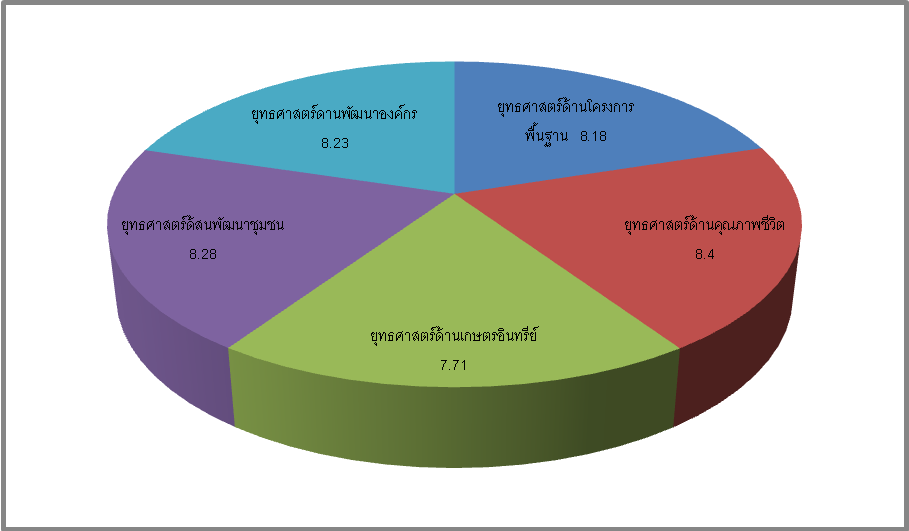 ยุทธศาสตร์ด้านโครงการ
พื้นฐาน 8.18
ยุทธศาสตร์ด้านคุณภาพชีวิต
8.4
ยุทธศาสตร์ด้านเกษตรอินทรีย์
7.71
ยุทธศาสตร์ด้สนพัฒนาชุมชน
8.28
ยุทธศาสตร์ดานพัฒนาองค์กร
8.23